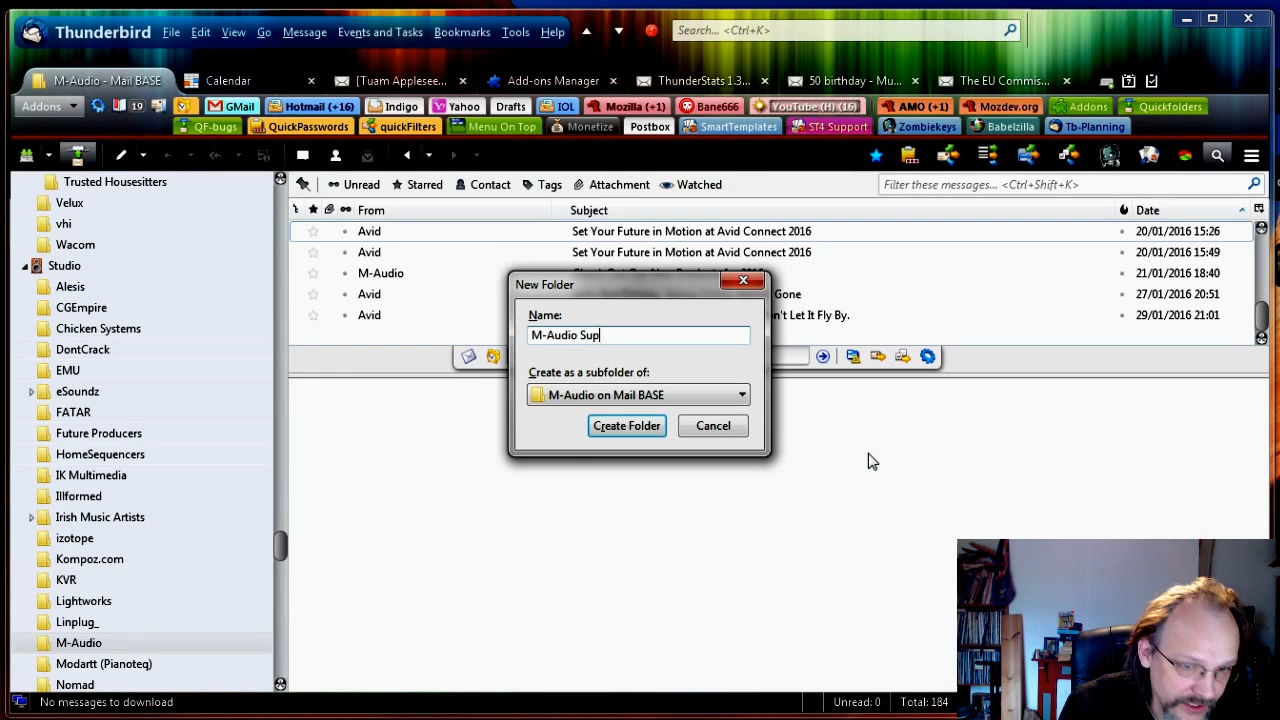 Thunderbird File Edit View Go Message Events and Tasks Bookmarks Tools Help Search... <Ctrl+K>
M-Audio - Mail BASE Calendar [Tuam Appleseе... Add-ons Manager ThunderStats 1.3... 50 birthday - Mu... The EU Commis...
Addons 19 GMail Hotmail (+16) Indigo Yahoo Drafts IOL Mozilla (+1) Bane666 YouTube (H) (16) AMO (+1) Mozdev.org Addons Quickfolders
QF-bugs QuickPasswords quickFilters Menu On Top Monetize Postbox SmartTemplates ST4 Support Zombiekeys Babelzilla Tb-Planning
Trusted Housesitters
Velux
vhi
Wacom
Studio
Alesis
CGEmpire
Chicken Systems
DontCrack
EMU
eSoundz
FATAR
Future Producers
HomeSequencers
IK Multimedia
Illformed
Irish Music Artists
izotope
Kompoz.com
KVR
Lightworks
Linplug_
M-Audio
Modartt (Pianoteq)
Nomad
Unread Starred Contact Tags Attachment Watched Filter these messages... <Ctrl+Shift+K>
From Subject Date
Avid Set Your Future in Motion at Avid Connect 2016 20/01/2016 15:26
Avid Set Your Future in Motion at Avid Connect 2016 20/01/2016 15:49
M-Audio 21/01/2016 18:40
Avid Gone 27/01/2016 20:51
Avid Let It Fly By. 29/01/2016 21:01
New Folder
Name:
M-Audio Sup
Create as a subfolder of:
M-Audio on Mail BASE
Create Folder Cancel
No messages to download Unread: 0 Total: 184